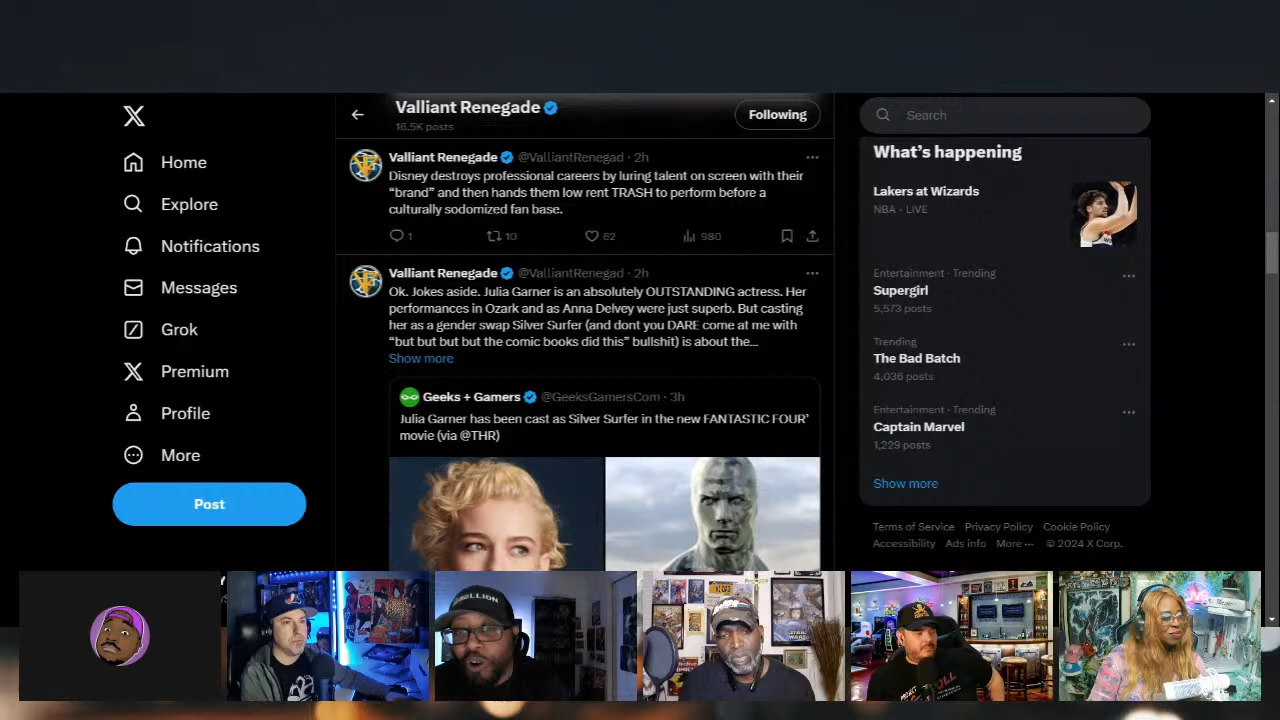 Home
Explore
Notifications
Messages
Grok
Premium
Profile
More
Post
Valliant Renegade
16.5K posts
Following
Valliant Renegade @ValliantRenegad · 2h
Disney destroys professional careers by luring talent on screen with their
“brand” and then hands them low rent TRASH to perform before a
culturally sodomized fan base.
1 10 62 980
Valliant Renegade @ValliantRenegad · 2h
Ok. Jokes aside. Julia Garner is an absolutely OUTSTANDING actress. Her
performances in Ozark and as Anna Delvey were just superb. But casting
her as a gender swap Silver Surfer (and dont you DARE come at me with
“but but but but the comic books did this” bullshit) is about the...
Show more
Geeks + Gamers @GeeksGamersCom · 3h
Julia Garner has been cast as Silver Surfer in the new FANTASTIC FOUR’
movie (via @THR)
Search
What’s happening
Lakers at Wizards
NBA · LIVE
Entertainment · Trending
Supergirl
5,573 posts
Trending
The Bad Batch
4,036 posts
Entertainment · Trending
Captain Marvel
1,229 posts
Show more
Terms of Service Privacy Policy Cookie Policy
Accessibility Ads info More ··· © 2024 X Corp.